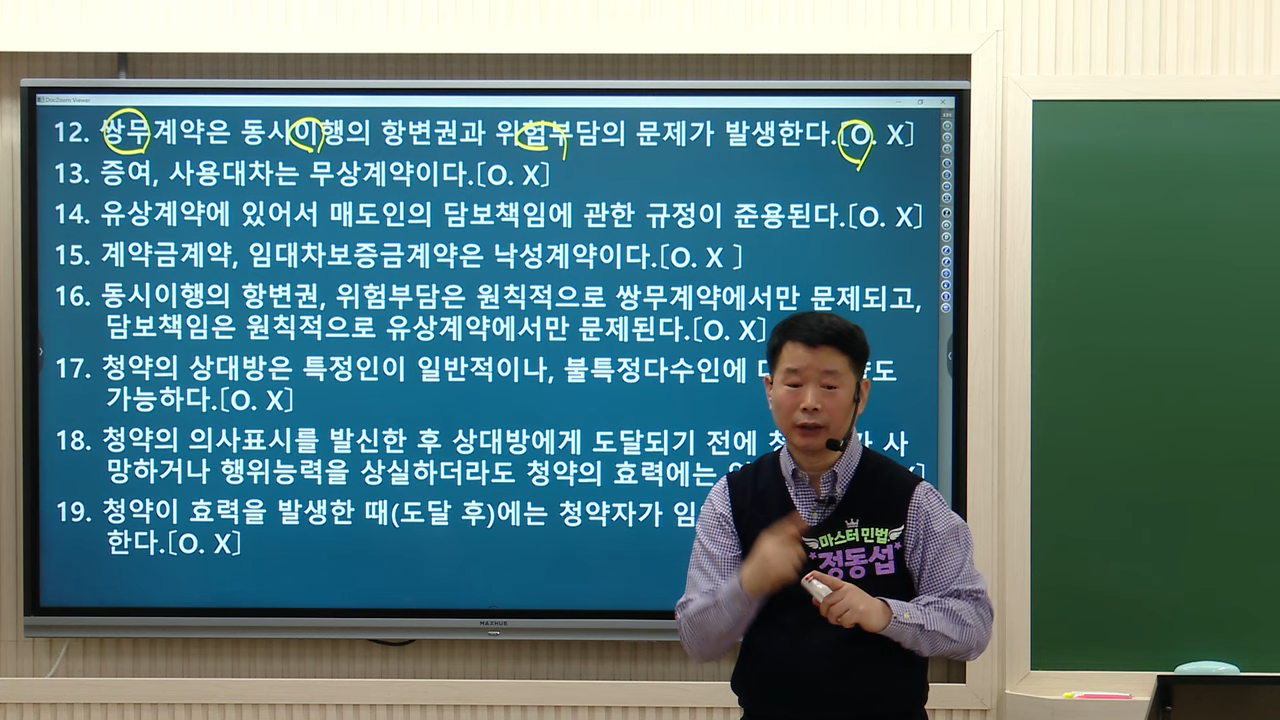 DocZoom Viewer
12. 쌍무계약은 동시이행의 항변권과 위험부담의 문제가 발생한다.[O. X]
13. 증여, 사용대차는 무상계약이다.[O. X]
14. 유상계약에 있어서 매도인의 담보책임에 관한 규정이 준용된다.[O. X]
15. 계약금계약, 임대차보증금계약은 낙성계약이다.[O. X ]
16. 동시이행의 항변권, 위험부담은 원칙적으로 쌍무계약에서만 문제되고,
담보책임은 원칙적으로 유상계약에서만 문제된다.[O. X]
17. 청약의 상대방은 특정인이 일반적이나, 불특정다수인에
가능하다.[O. X]
18. 청약의 의사표시를 발신한 후 상대방에게 도달되기 전에 사
망하거나 행위능력을 상실하더라도 청약의 효력에는
19. 청약이 효력을 발생한 때(도달 후)에는 청약자가
한다.[O. X]
MAXHUB
마스터민법
정동섭